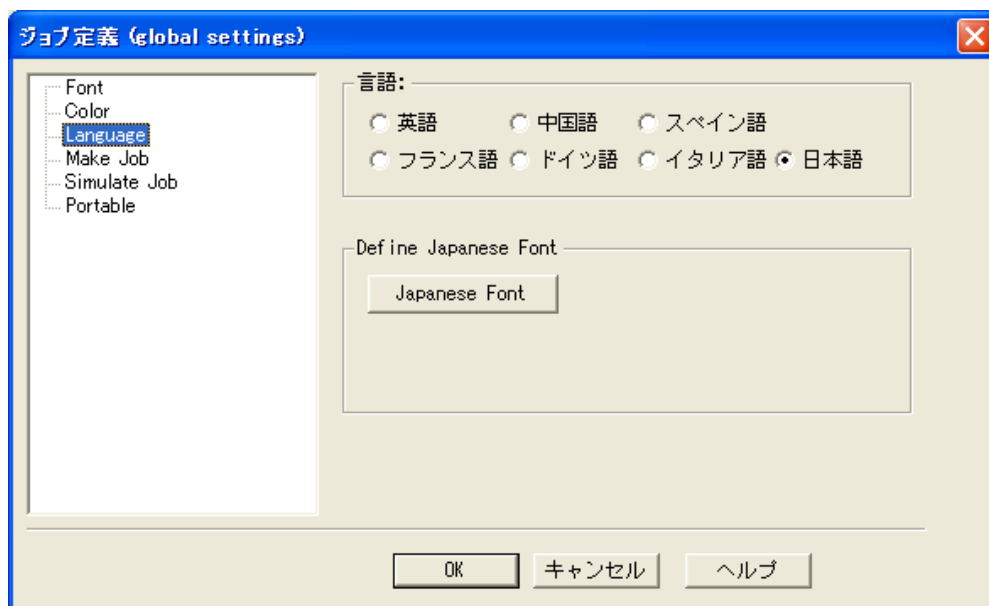 ジョブ定義 (global settings)
Font
Color
Language
Make Job
Simulate Job
Portable
言語:
英語 中国語 スペイン語
フランス語 ドイツ語 イタリア語 日本語
Define Japanese Font
Japanese Font
OK キャンセル ヘルプ